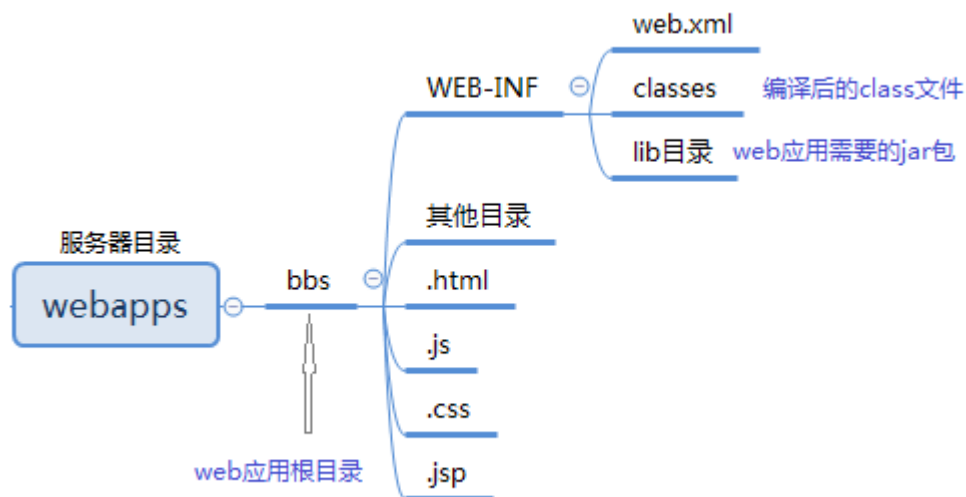 web.xml
WEB-INF
classes 编译后的class文件
lib目录 web应用需要的jar包
其他目录
服务器目录
webapps
bbs
.html
.js
.css
web应用根目录
.jsp